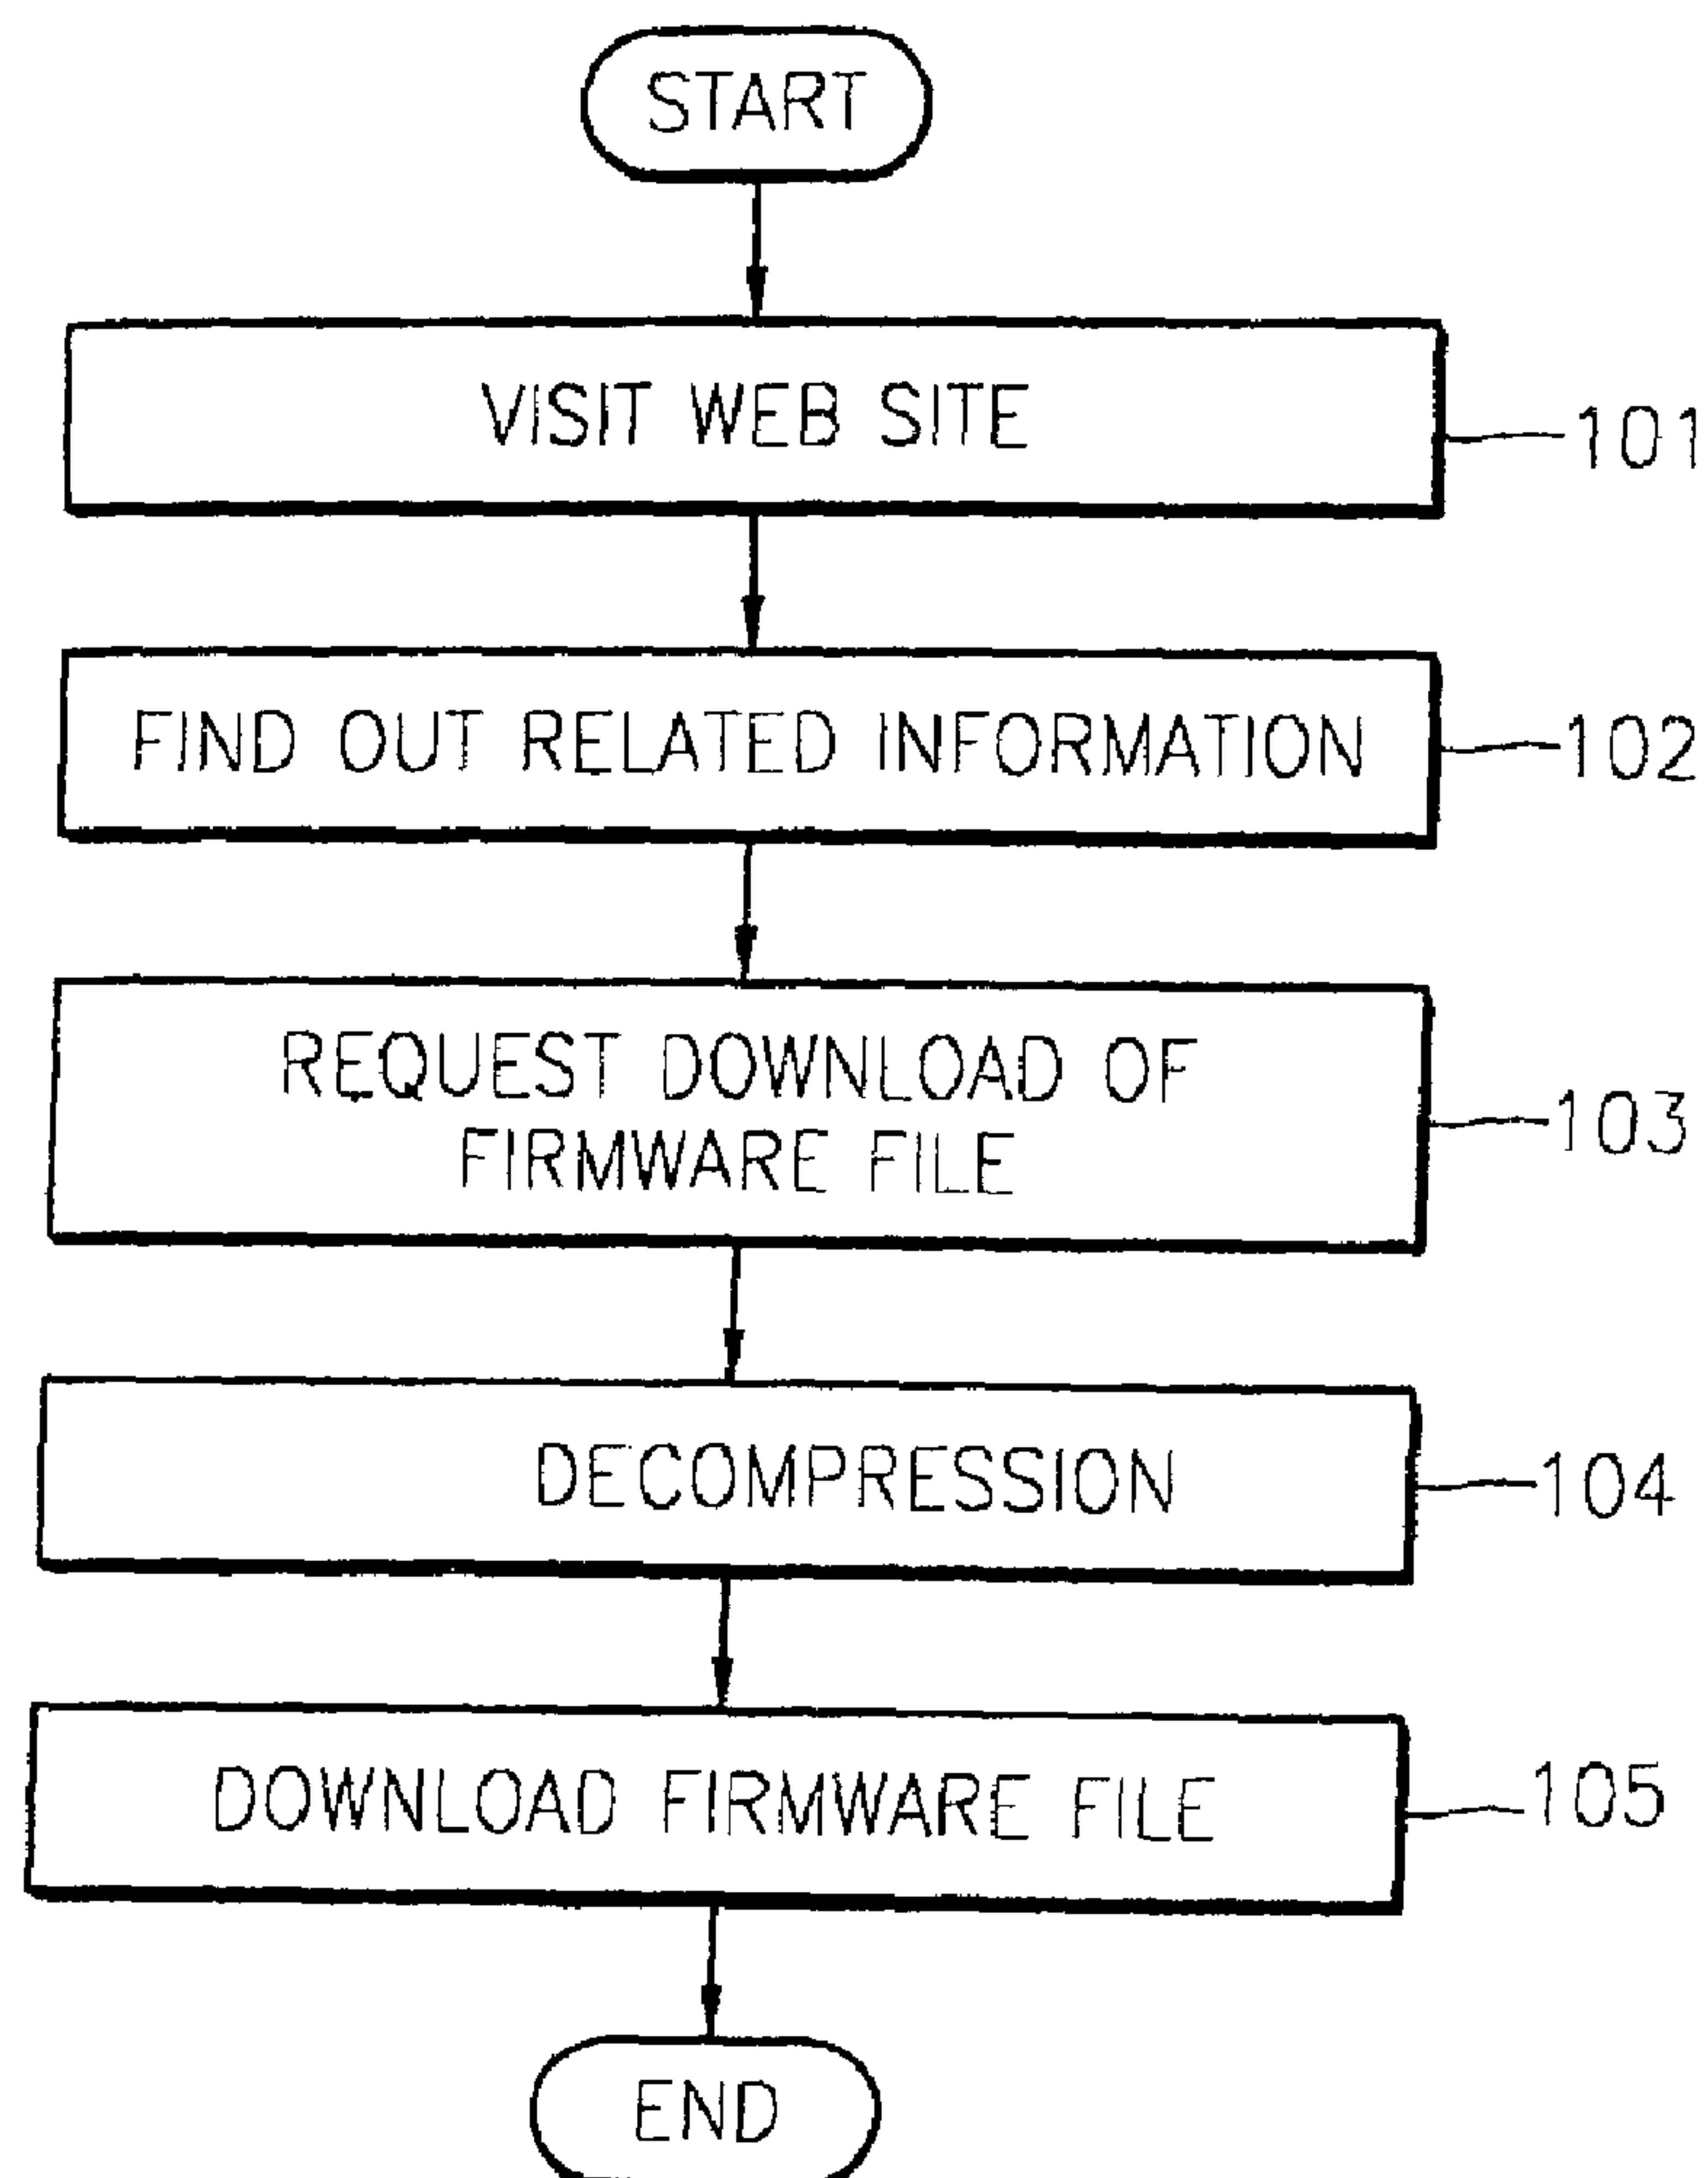 START
VISIT WEB SITE
101
FIND OUT RELATED INFORMATION
102
REQUEST DOWNLOAD OF
FIRMWARE FILE
103
DECOMPRESSION
104
DOWNLOAD FIRMWARE FILE
105
END